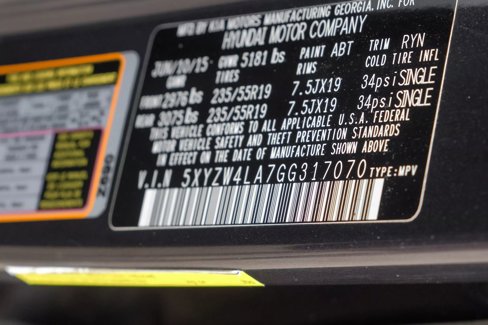 MFD BY KIA MOTORS MANUFACTURING GEORGIA, INC. FOR
HYUNDAI MOTOR COMPANY
JUN/10/15 GVWR 5181 lbs PAINT ABT TRIM RYN
GAWR TIRES RIMS COLD TIRE INFL
FRONT 2976 lbs 235/55R19 7.5JX19 34psi SINGLE
REAR 3075 lbs 235/55R19 7.5JX19 34psi SINGLE
THIS VEHICLE CONFORMS TO ALL APPLICABLE U.S.A. FEDERAL
MOTOR VEHICLE SAFETY AND THEFT PREVENTION STANDARDS
IN EFFECT ON THE DATE OF MANUFACTURE SHOWN ABOVE
V.I.N 5XYZW4LA7GG317070 TYPE:MPV